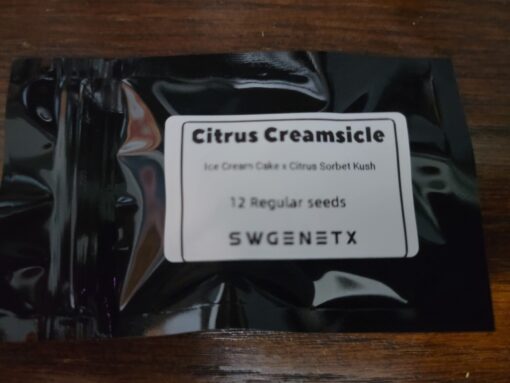 Citrus Creamsicle
Ice Cream Cake x Citrus Sorbet Kush
12 Regular seeds
SWGENETX